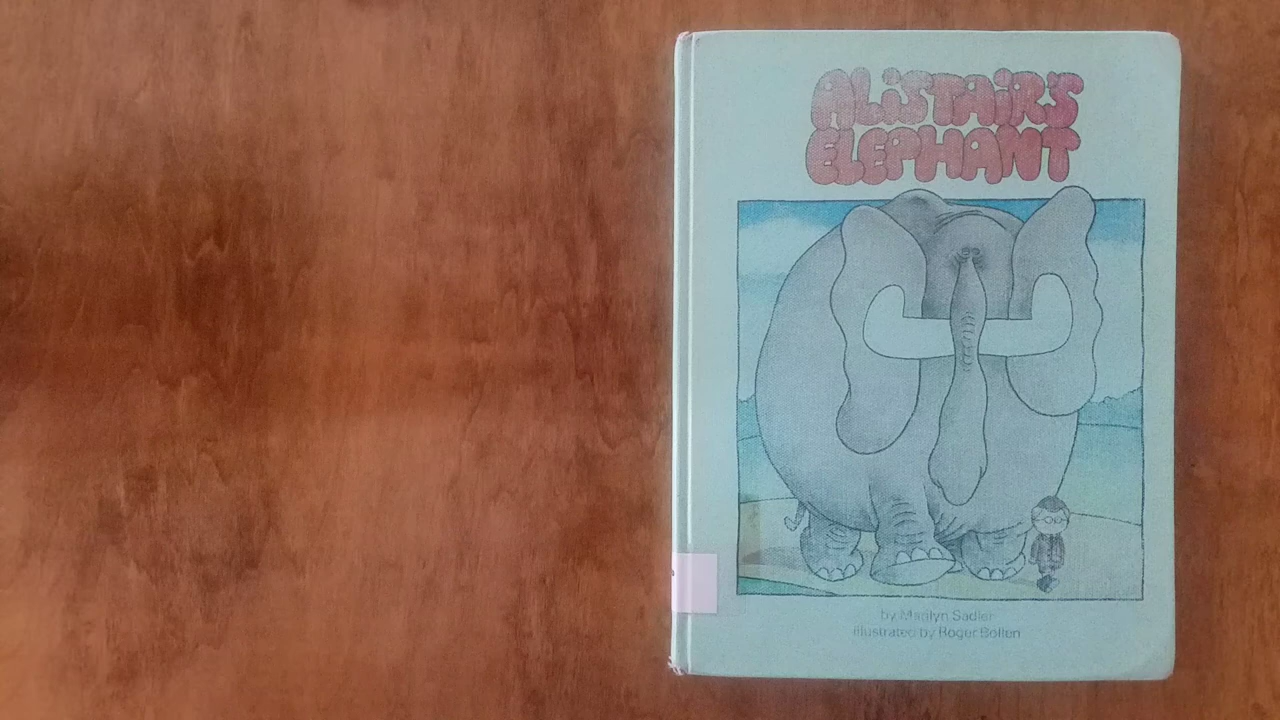 ALiSTAiR'S
ELEPHANT
by Marilyn Sadler
illustrated by Roger Bollen